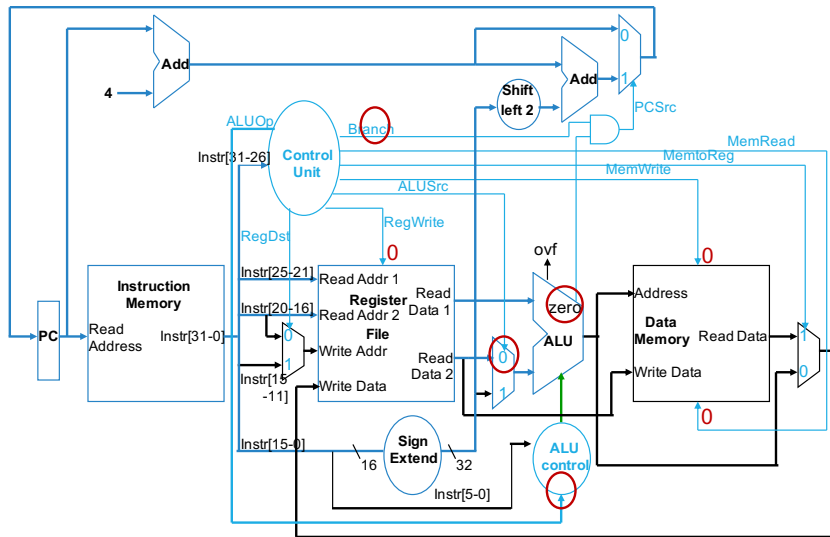 Add
4
Add
0
1
Shift
left 2
PCSrc
ALUOp
Branch
MemRead
Instr[31-26]
Control
Unit
MemtoReg
MemWrite
ALUSrc
RegDst
RegWrite
0
0
ovf
Instruction
Memory
PC
Read
Address
Instr[31-0]
Instr[25-21]
Instr[20-16]
0
1
Instr[15
-11]
Read Addr 1
Register
Read Addr 2
File
Write Addr
Write Data
Read
Data 1
Read
Data 2
0
1
zero
ALU
Address
Data
Memory
Read Data
Write Data
1
0
0
Instr[15-0]
16
Sign
Extend
32
Instr[5-0]
ALU
control